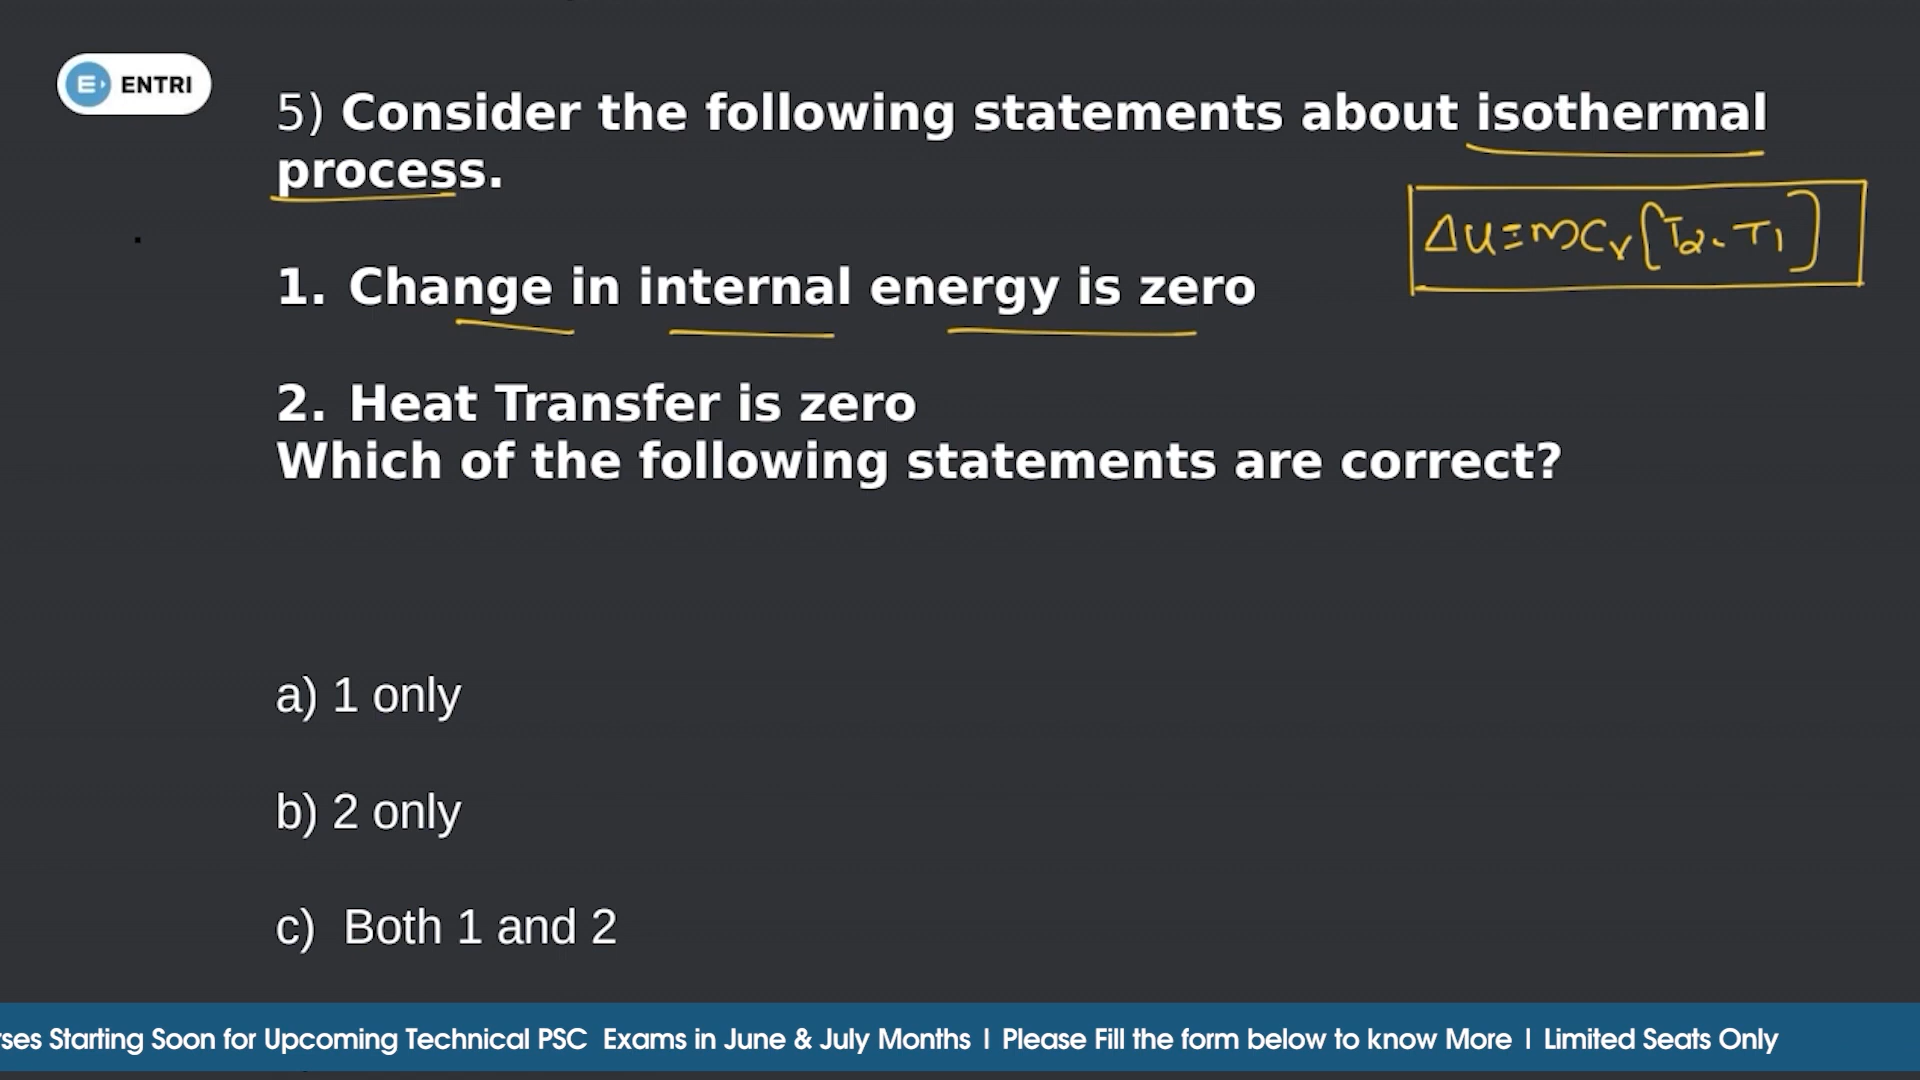 ENTRI
5) Consider the following statements about isothermal
process.
ΔU=mCv[T2-T1]
1. Change in internal energy is zero
2. Heat Transfer is zero
Which of the following statements are correct?
a) 1 only
b) 2 only
c) Both 1 and 2
rses Starting Soon for Upcoming Technical PSC Exams in June & July Months | Please Fill the form below to know More | Limited Seats Only